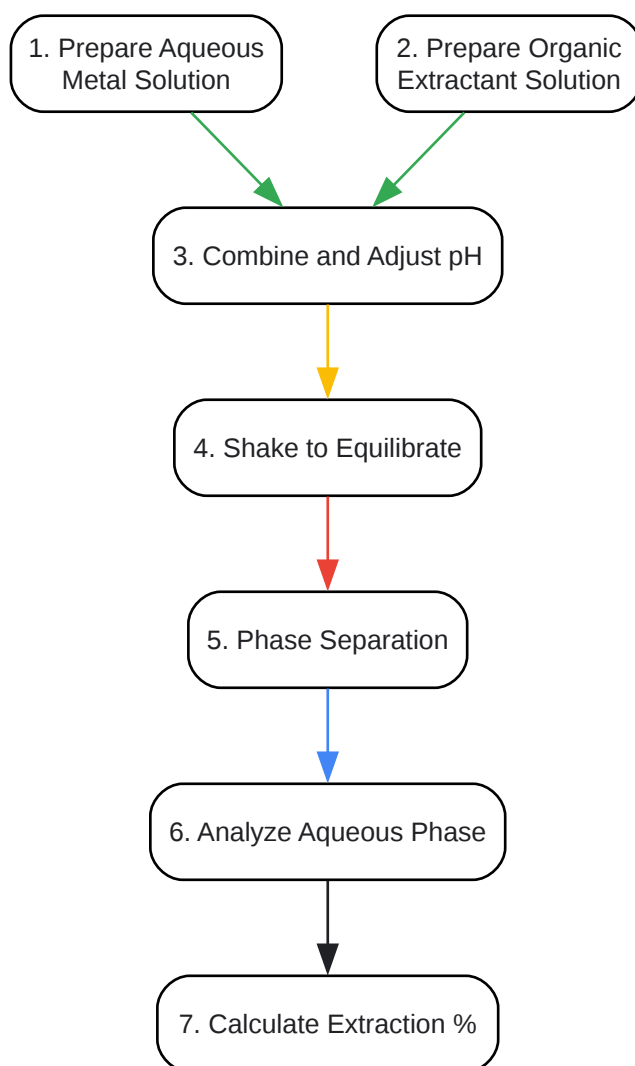 1. Prepare Aqueous
Metal Solution
2. Prepare Organic
Extractant Solution
3. Combine and Adjust pH
4. Shake to Equilibrate
5. Phase Separation
6. Analyze Aqueous Phase
7. Calculate Extraction %